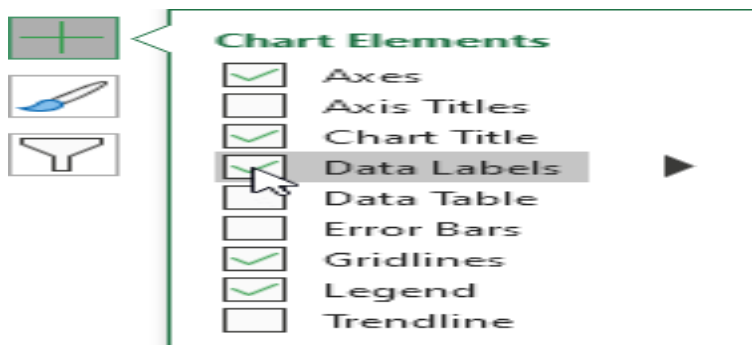 Chart Elements
Axes
Axis Titles
Chart Title
Data Labels
Data Table
Error Bars
Gridlines
Legend
Trendline